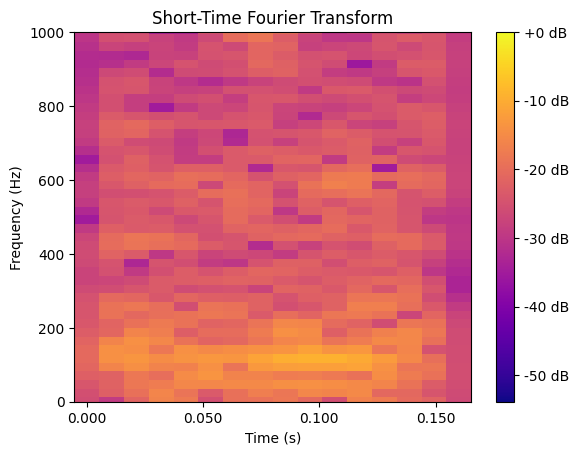 Short-Time Fourier Transform
1000
800
600
400
200
0
Frequency (Hz)
0.000
0.050
0.100
0.150
Time (s)
+0 dB
-10 dB
-20 dB
-30 dB
-40 dB
-50 dB